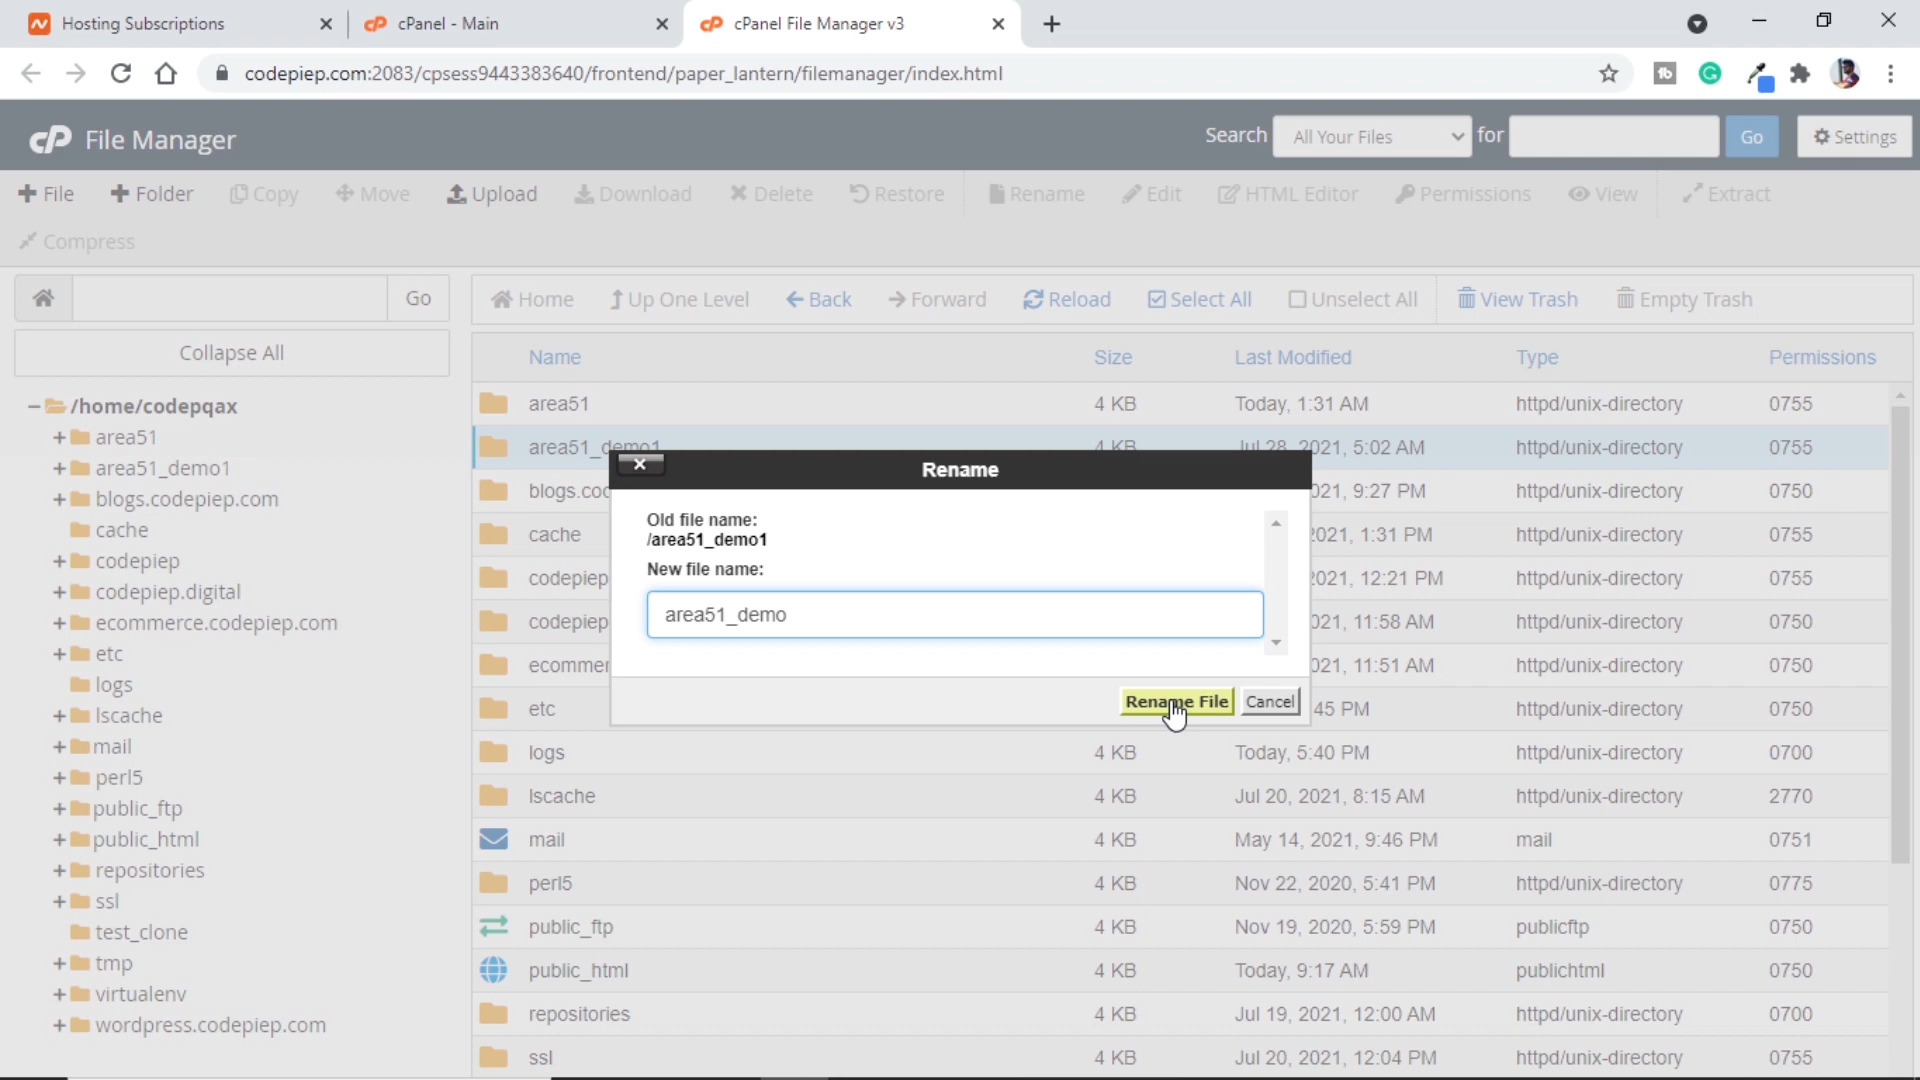 Hosting Subscriptions
cPanel - Main
cPanel File Manager v3
codepiep.com:2083/cpsess9443383640/frontend/paper_lantern/filemanager/index.html
cP File Manager
Search All Your Files for Go Settings
File Folder Copy Move Upload Download Delete Restore Rename Edit HTML Editor Permissions View Extract
Compress
Go
Home Up One Level Back Forward Reload Select All Unselect All View Trash Empty Trash
Collapse All
/home/codepqax
area51
area51_demo1
blogs.codepiep.com
cache
codepiep
codepiep.digital
ecommerce.codepiep.com
etc
logs
lscache
mail
perl5
public_ftp
public_html
repositories
ssl
test_clone
tmp
virtualenv
wordpress.codepiep.com
Name Size Last Modified Type Permissions
area51 4 KB Today, 1:31 AM httpd/unix-directory 0755
area51_demo1 4 KB Jul 28, 2021, 5:02 AM httpd/unix-directory 0755
blogs.co 021, 9:27 PM httpd/unix-directory 0750
cache 2021, 1:31 PM httpd/unix-directory 0755
codepiep 2021, 12:21 PM httpd/unix-directory 0755
codepiep 021, 11:58 AM httpd/unix-directory 0750
ecommer 021, 11:51 AM httpd/unix-directory 0750
etc 45 PM httpd/unix-directory 0750
logs 4 KB Today, 5:40 PM httpd/unix-directory 0700
lscache 4 KB Jul 20, 2021, 8:15 AM httpd/unix-directory 2770
mail 4 KB May 14, 2021, 9:46 PM mail 0751
perl5 4 KB Nov 22, 2020, 5:41 PM httpd/unix-directory 0775
public_ftp 4 KB Nov 19, 2020, 5:59 PM publicftp 0750
public_html 4 KB Today, 9:17 AM publichtml 0750
repositories 4 KB Jul 19, 2021, 12:00 AM httpd/unix-directory 0700
ssl 4 KB Jul 20, 2021, 12:04 PM httpd/unix-directory 0755
Rename
Old file name:
/area51_demo1
New file name:
area51_demo
Rename File Cancel